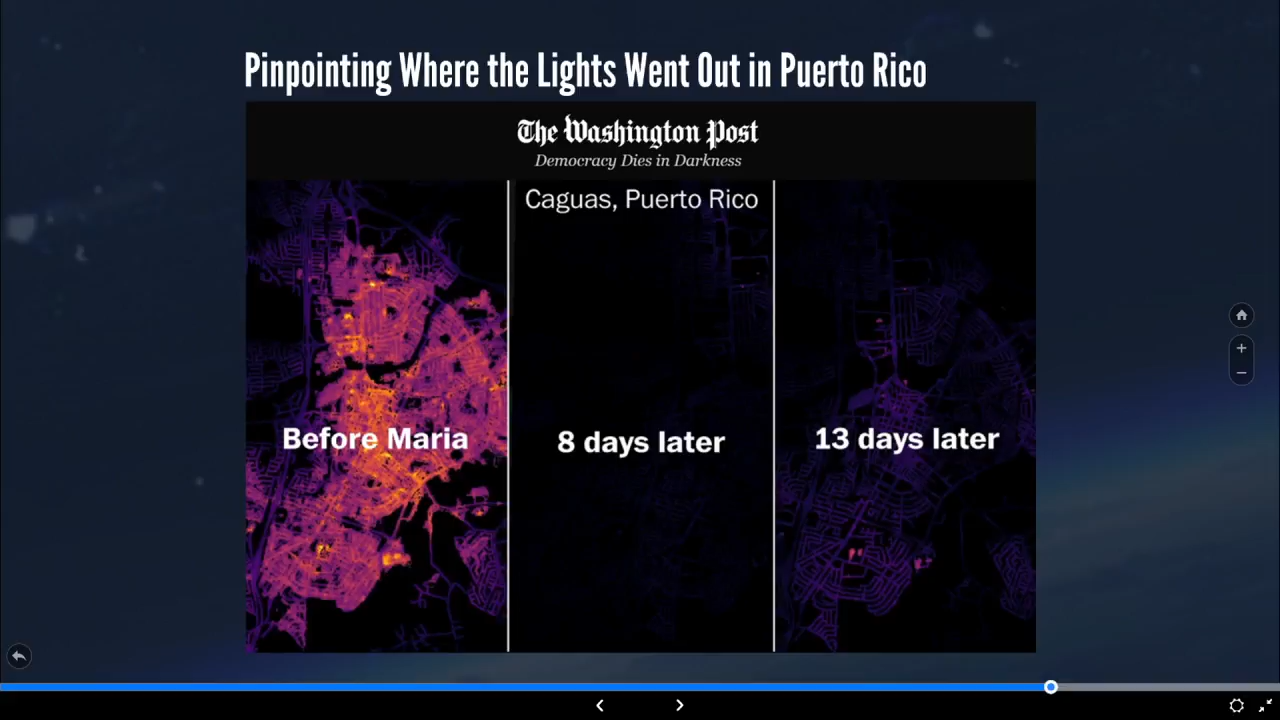 Pinpointing Where the Lights Went Out in Puerto Rico
The Washington Post
Democracy Dies in Darkness
Caguas, Puerto Rico
Before Maria
8 days later
13 days later